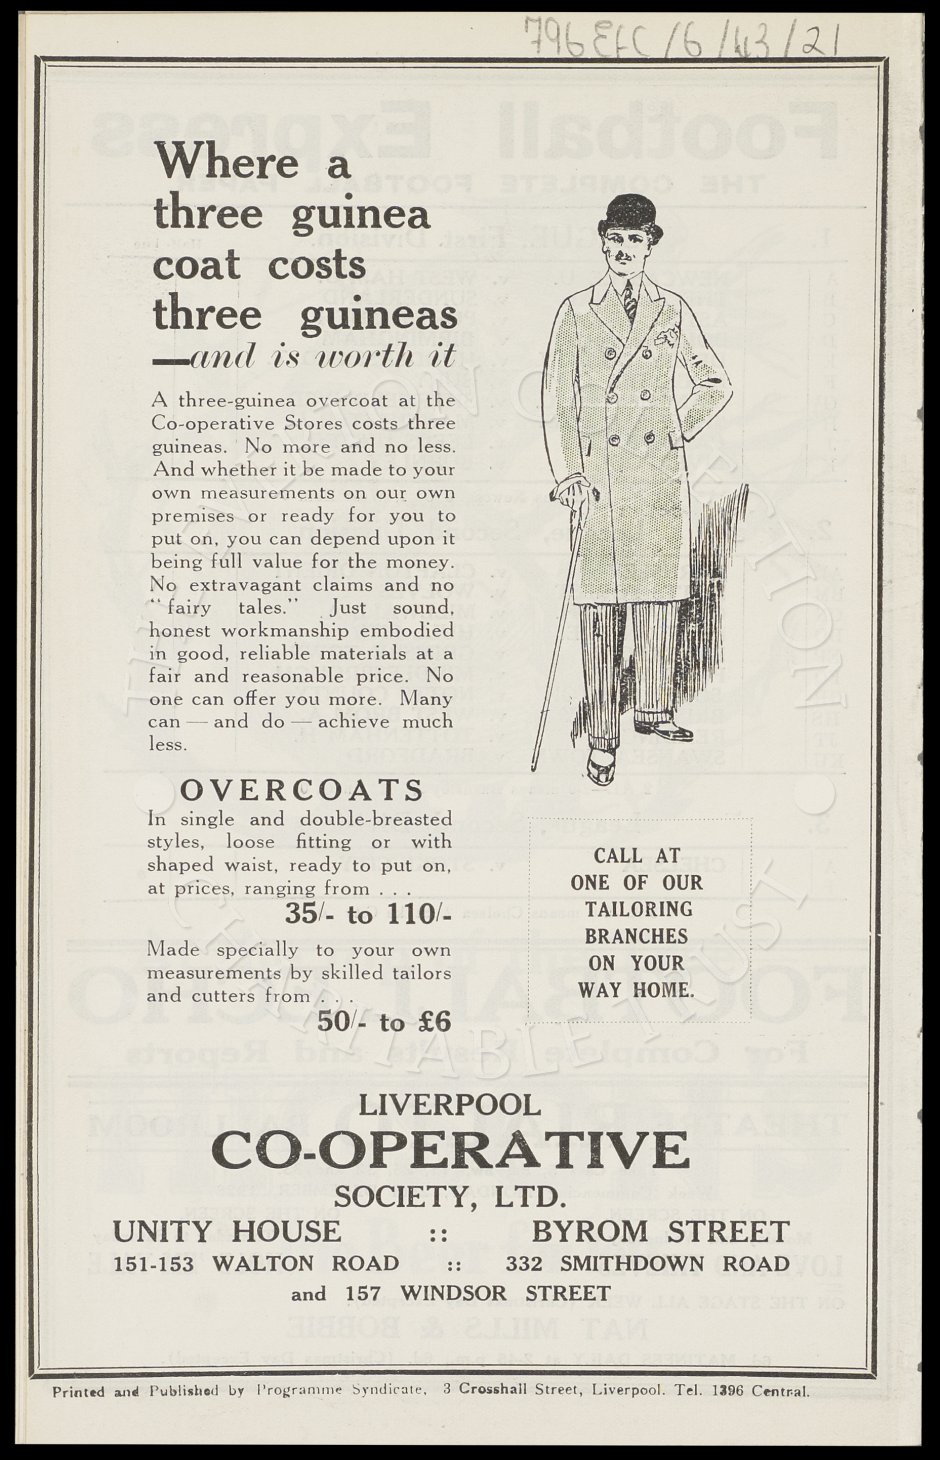 796 EFC/6/43/21
Where a
three guinea
coat costs
three guineas
—and is worth it
A three-guinea overcoat at the
Co-operative Stores costs three
guineas. No more and no less.
And whether it be made to your
own measurements on our own
premises or ready for you to
put on, you can depend upon it
being full value for the money.
No extravagant claims and no
“fairy tales.” Just sound,
honest workmanship embodied
in good, reliable materials at a
fair and reasonable price. No
one can offer you more. Many
can — and do — achieve much
less.
OVERCOATS
In single and double-breasted
styles, loose fitting or with
shaped waist, ready to put on,
at prices, ranging from . . .
35/- to 110/-
Made specially to your own
measurements by skilled tailors
and cutters from . . .
50/- to £6
CALL AT
ONE OF OUR
TAILORING
BRANCHES
ON YOUR
WAY HOME.
LIVERPOOL
CO-OPERATIVE
SOCIETY, LTD.
UNITY HOUSE :: BYROM STREET
151-153 WALTON ROAD :: 332 SMITHDOWN ROAD
and 157 WINDSOR STREET
Printed and Published by Programme Syndicate, 3 Crosshall Street, Liverpool. Tel. 1396 Central.
THE EVERTON COLLECTION
CHARITABLE TRUST